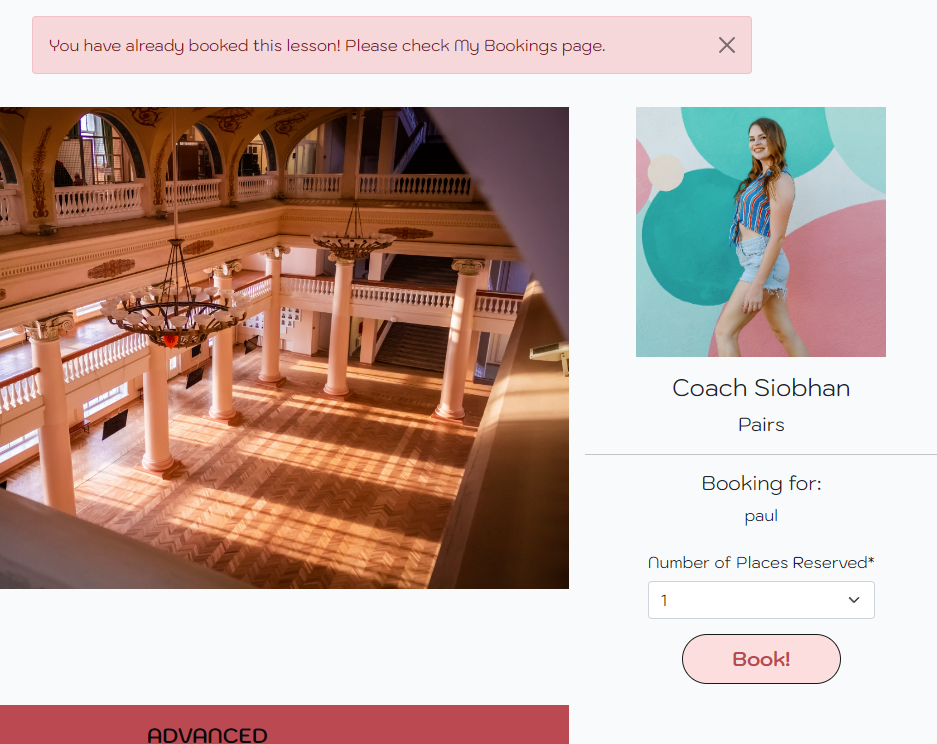 You have already booked this lesson! Please check My Bookings page.
Coach Siobhan
Pairs
Booking for:
paul
Number of Places Reserved*
1
Book!
ADVANCED